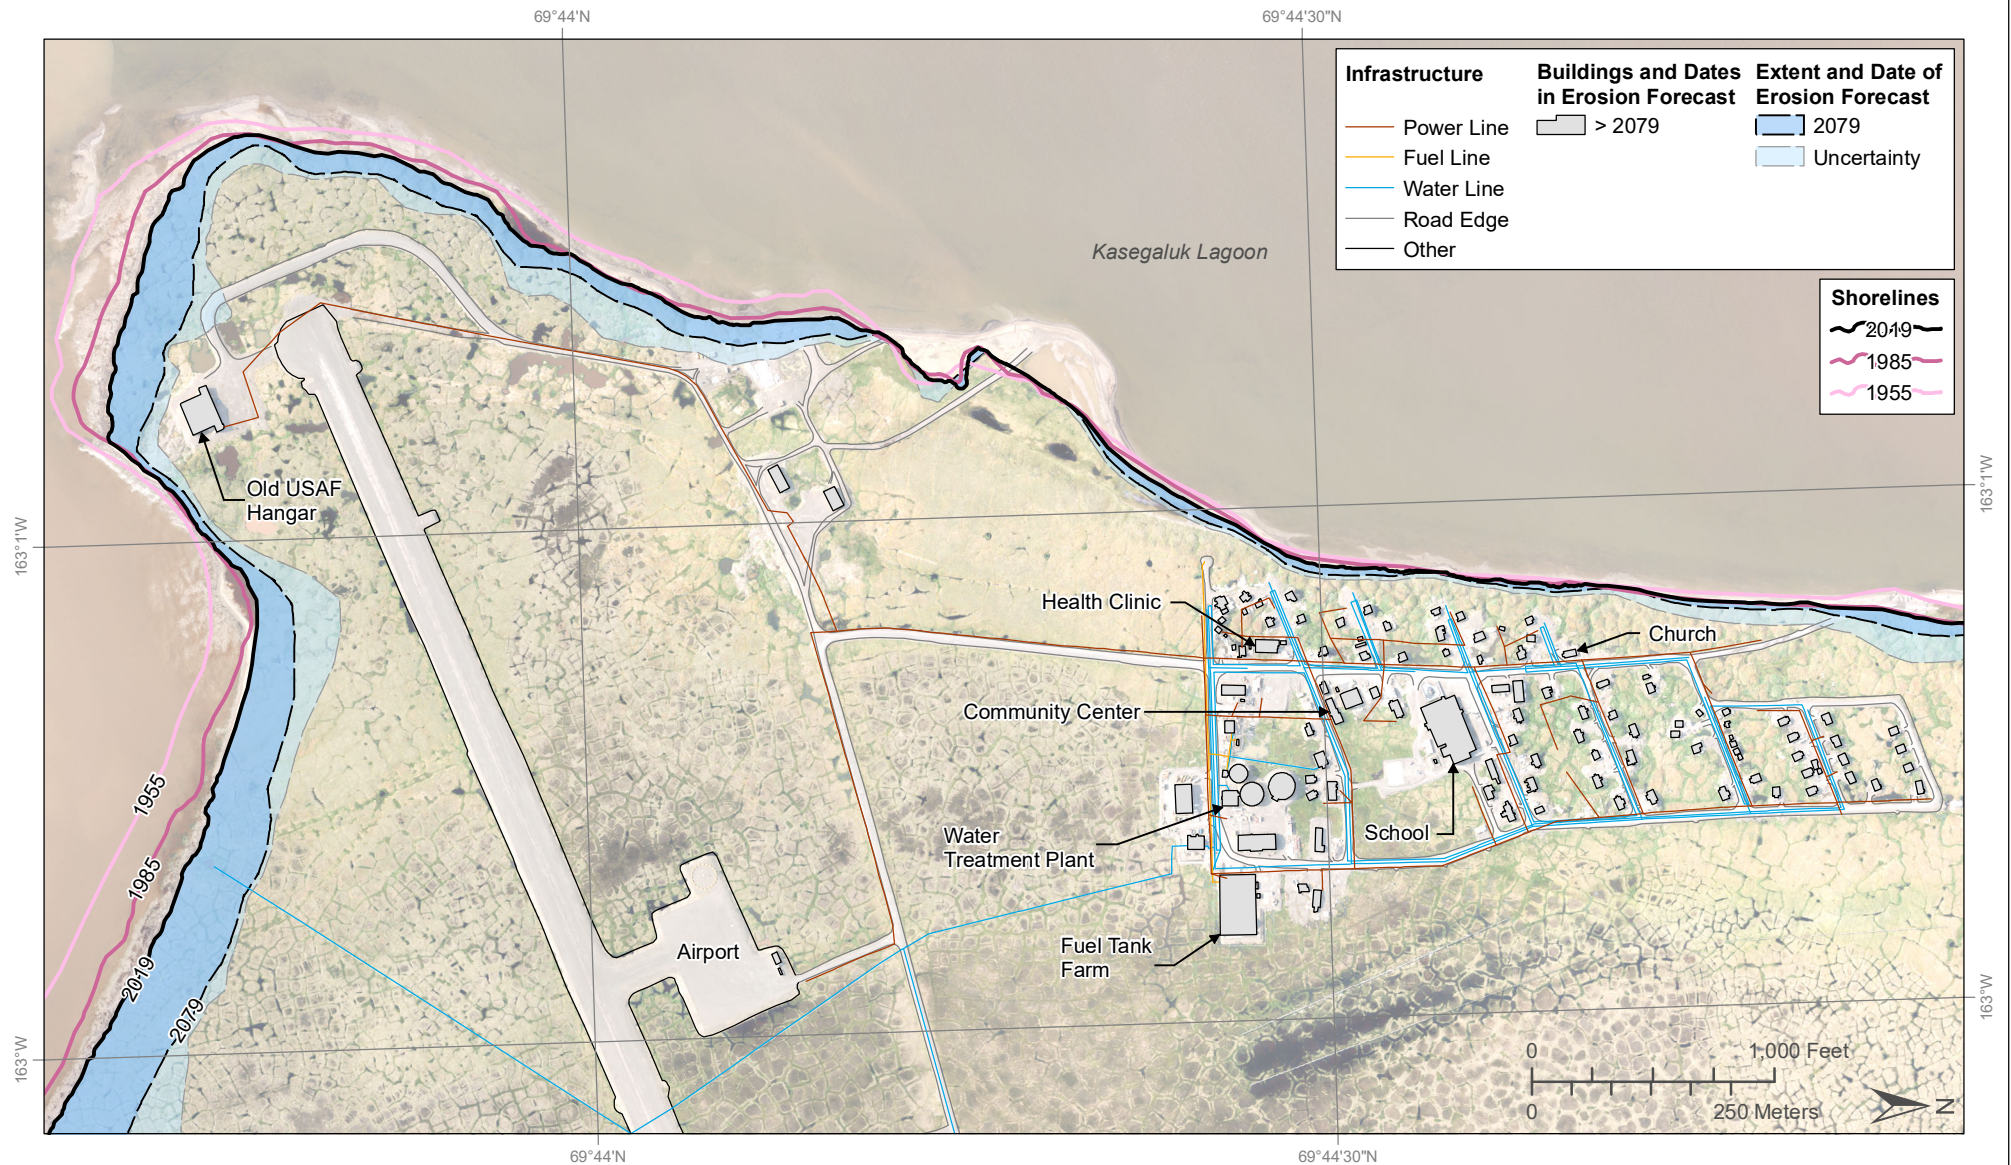 69°44'N
69°44'30"N
Infrastructure
Power Line
Fuel Line
Water Line
Road Edge
Other
Buildings and Dates
in Erosion Forecast
> 2079
Extent and Date of
Erosion Forecast
2079
Uncertainty
Shorelines
2019
1985
1955
Kasegaluk Lagoon
163°1'W
163°1'W
Old USAF
Hangar
Health Clinic
Church
Community Center
Water
Treatment Plant
School
Fuel Tank
Farm
Airport
1955
1985
2019
2079
163°W
163°W
0
1,000 Feet
0
250 Meters
N
69°44'N
69°44'30"N